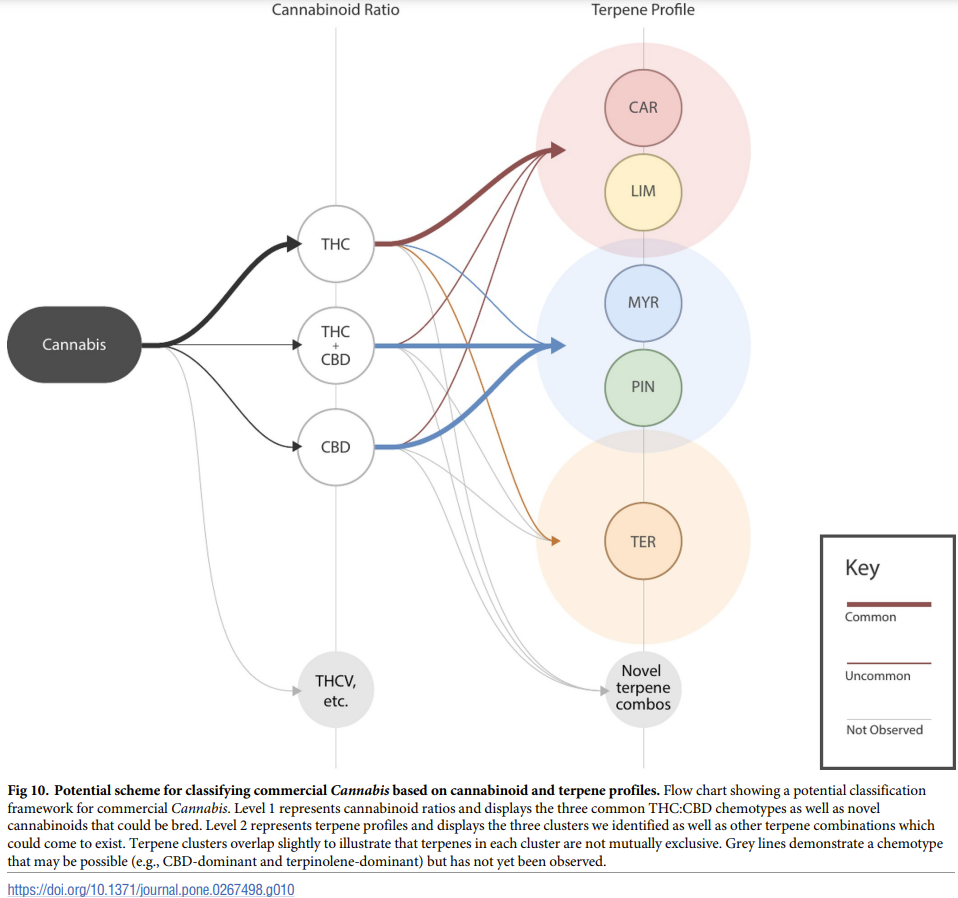 Cannabinoid Ratio
Terpene Profile
CAR
LIM
THC
MYR
THC
+
CBD
Cannabis
PIN
CBD
TER
Key
Common
Uncommon
Not Observed
THCV,
etc.
Novel
terpene
combos
Fig 10. Potential scheme for classifying commercial Cannabis based on cannabinoid and terpene profiles. Flow chart showing a potential classification
framework for commercial Cannabis. Level 1 represents cannabinoid ratios and displays the three common THC:CBD chemotypes as well as novel
cannabinoids that could be bred. Level 2 represents terpene profiles and displays the three clusters we identified as well as other terpene combinations which
could come to exist. Terpene clusters overlap slightly to illustrate that terpenes in each cluster are not mutually exclusive. Grey lines demonstrate a chemotype
that may be possible (e.g., CBD-dominant and terpinolene-dominant) but has not yet been observed.
https://doi.org/10.1371/journal.pone.0267498.g010